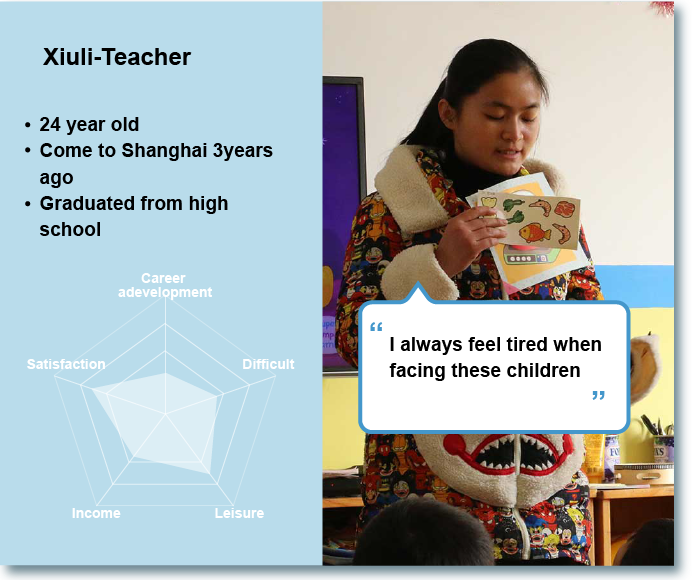 Xiuli-Teacher
• 24 year old
• Come to Shanghai 3years
ago
• Graduated from high
school
Career
adevelopment
Satisfaction
Difficult
Income
Leisure
“
I always feel tired when
facing these children
”